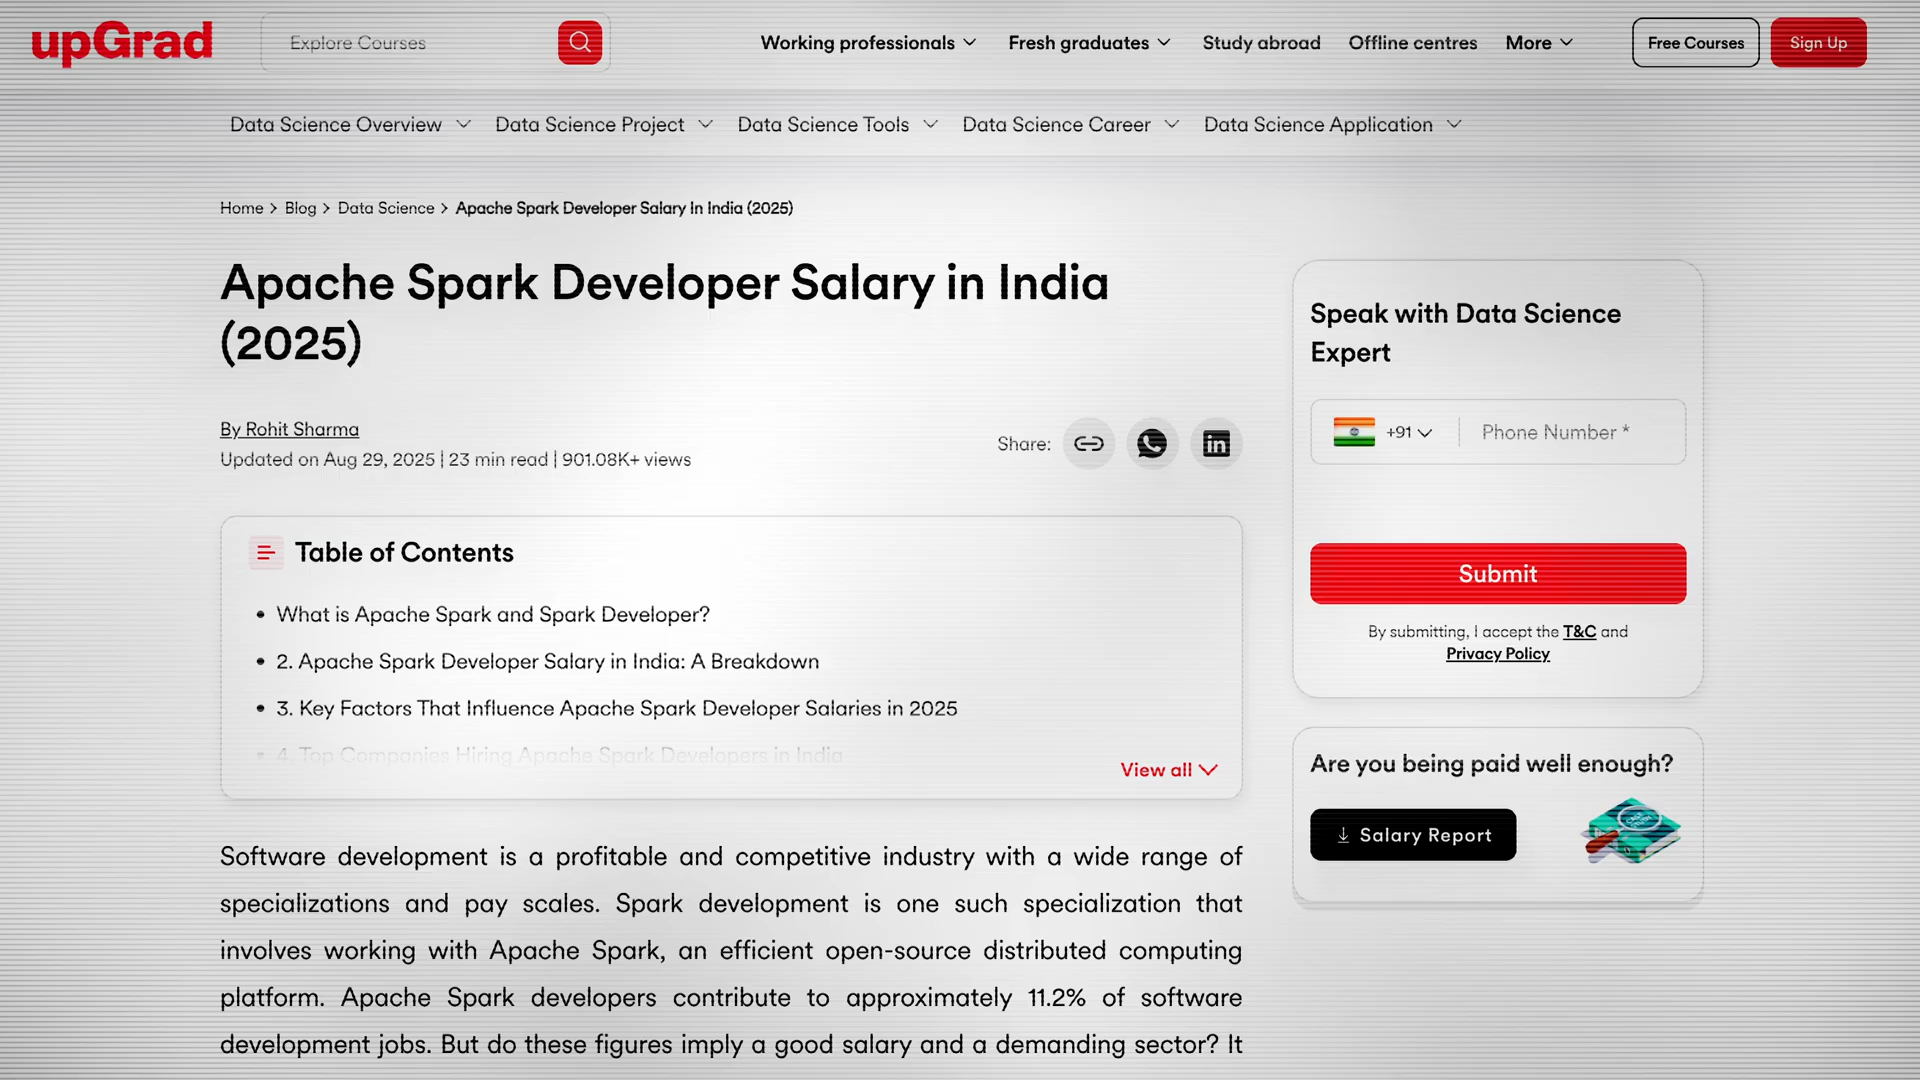 upGrad
Explore Courses
Working professionals
Fresh graduates
Study abroad
Offline centres
More
Free Courses
Sign Up
Data Science Overview
Data Science Project
Data Science Tools
Data Science Career
Data Science Application
Home > Blog > Data Science > Apache Spark Developer Salary In India (2025)
Apache Spark Developer Salary in India
(2025)
By Rohit Sharma
Updated on Aug 29, 2025 | 23 min read | 901.08K+ views
Share:
Table of Contents
• What is Apache Spark and Spark Developer?
• 2. Apache Spark Developer Salary in India: A Breakdown
• 3. Key Factors That Influence Apache Spark Developer Salaries in 2025
• 4. Top Companies Hiring Apache Spark Developers in India
View all
Software development is a profitable and competitive industry with a wide range of
specializations and pay scales. Spark development is one such specialization that
involves working with Apache Spark, an efficient open-source distributed computing
platform. Apache Spark developers contribute to approximately 11.2% of software
development jobs. But do these figures imply a good salary and a demanding sector? It
Speak with Data Science
Expert
+91
Phone Number *
Submit
By submitting, I accept the T&C and
Privacy Policy
Are you being paid well enough?
Salary Report